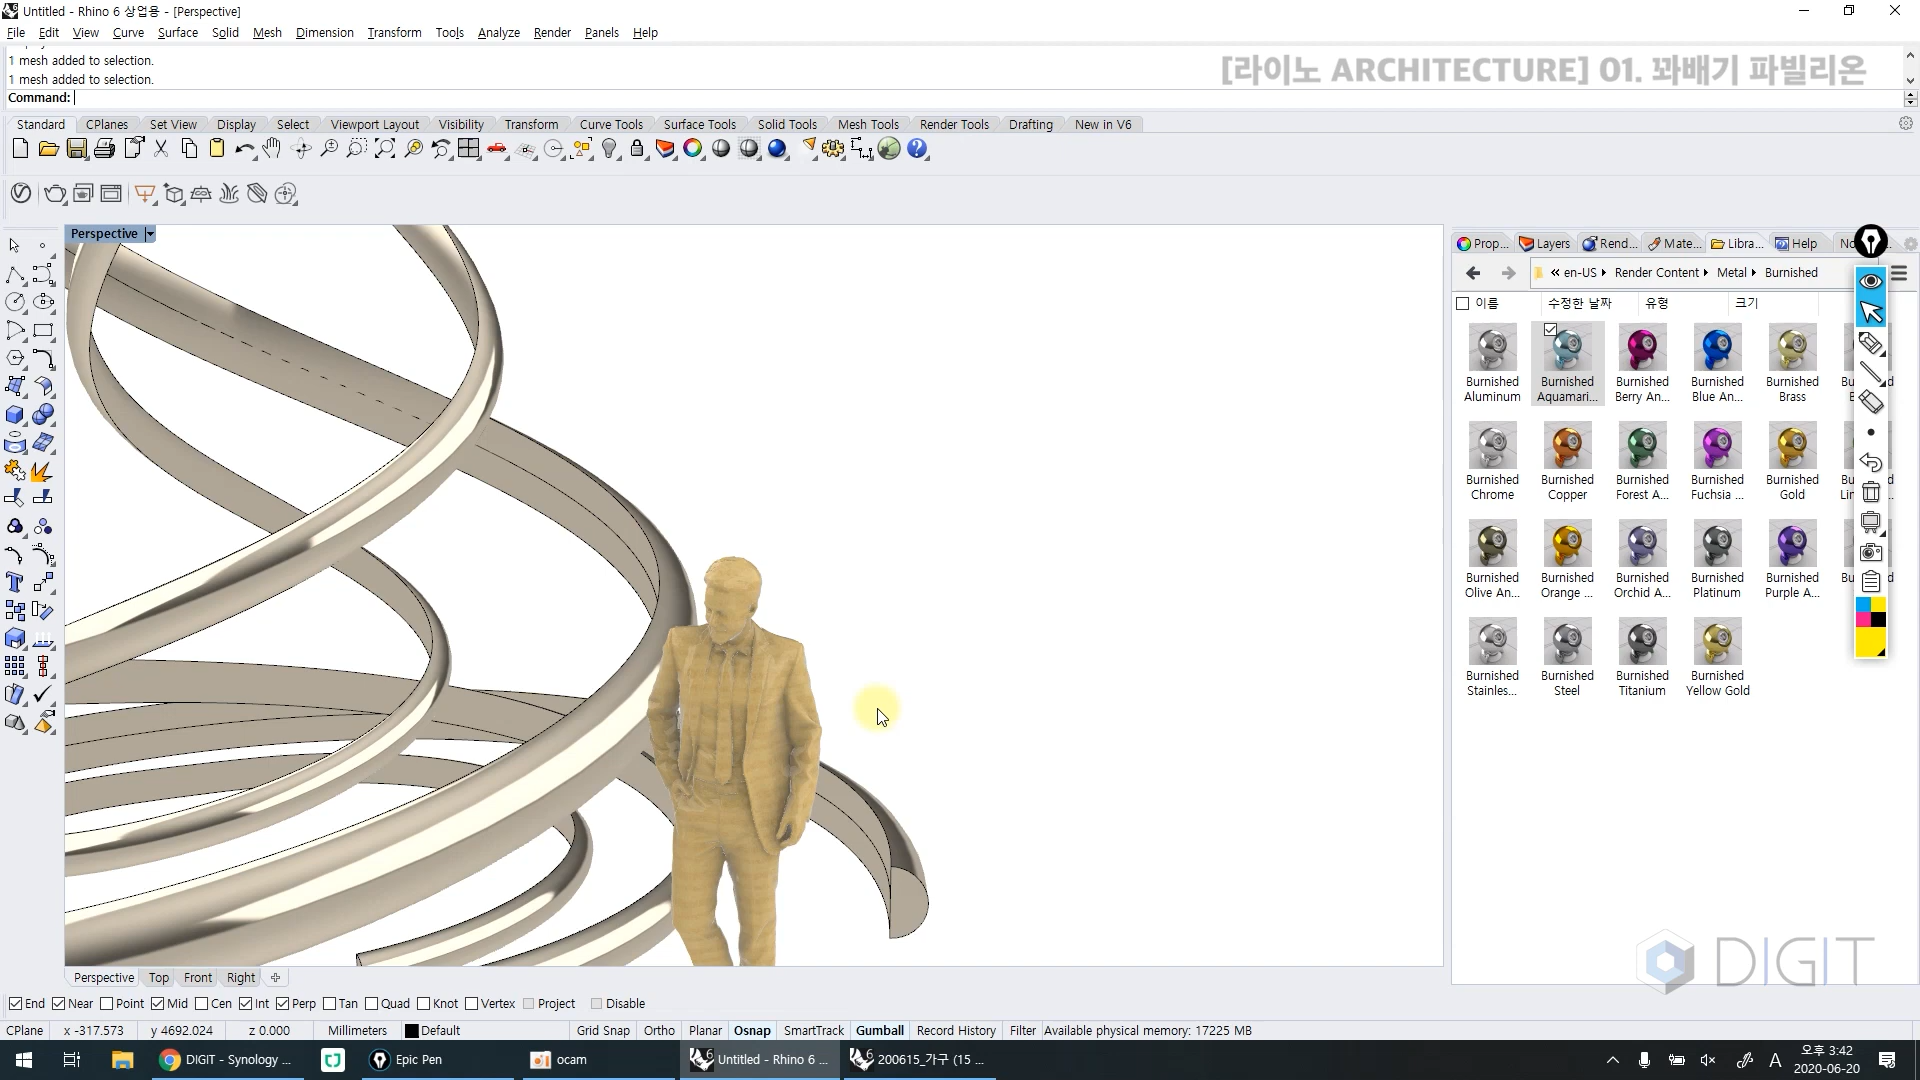 Untitled - Rhino 6 상업용 - [Perspective]
File Edit View Curve Surface Solid Mesh Dimension Transform Tools Analyze Render Panels Help
1 mesh added to selection.
1 mesh added to selection.
Command:
[라이노 ARCHITECTURE] 01. 꽈배기 파빌리온
Standard CPlanes Set View Display Select Viewport Layout Visibility Transform Curve Tools Surface Tools Solid Tools Mesh Tools Render Tools Drafting New in V6
Perspective
Prop... Layers Rend... Mate... Libra... Help
« en-US Render Content Metal Burnished
이름 수정한 날짜 유형 크기
Burnished Aluminum
Burnished Aquamari...
Burnished Berry An...
Burnished Blue An...
Burnished Brass
Burnished Chrome
Burnished Copper
Burnished Forest A...
Burnished Fuchsia ...
Burnished Gold
Burnished Olive An...
Burnished Orange ...
Burnished Orchid A...
Burnished Platinum
Burnished Purple A...
Burnished Stainles...
Burnished Steel
Burnished Titanium
Burnished Yellow Gold
DIGIT
Perspective Top Front Right
End Near Point Mid Cen Int Perp Tan Quad Knot Vertex Project Disable
CPlane x -317.573 y 4692.024 z 0.000 Millimeters Default Grid Snap Ortho Planar Osnap SmartTrack Gumball Record History Filter Available physical memory: 17225 MB
DIGIT - Synology ... Epic Pen ocam Untitled - Rhino 6 ... 200615_가구 (15 ... A 오후 3:42
2020-06-20